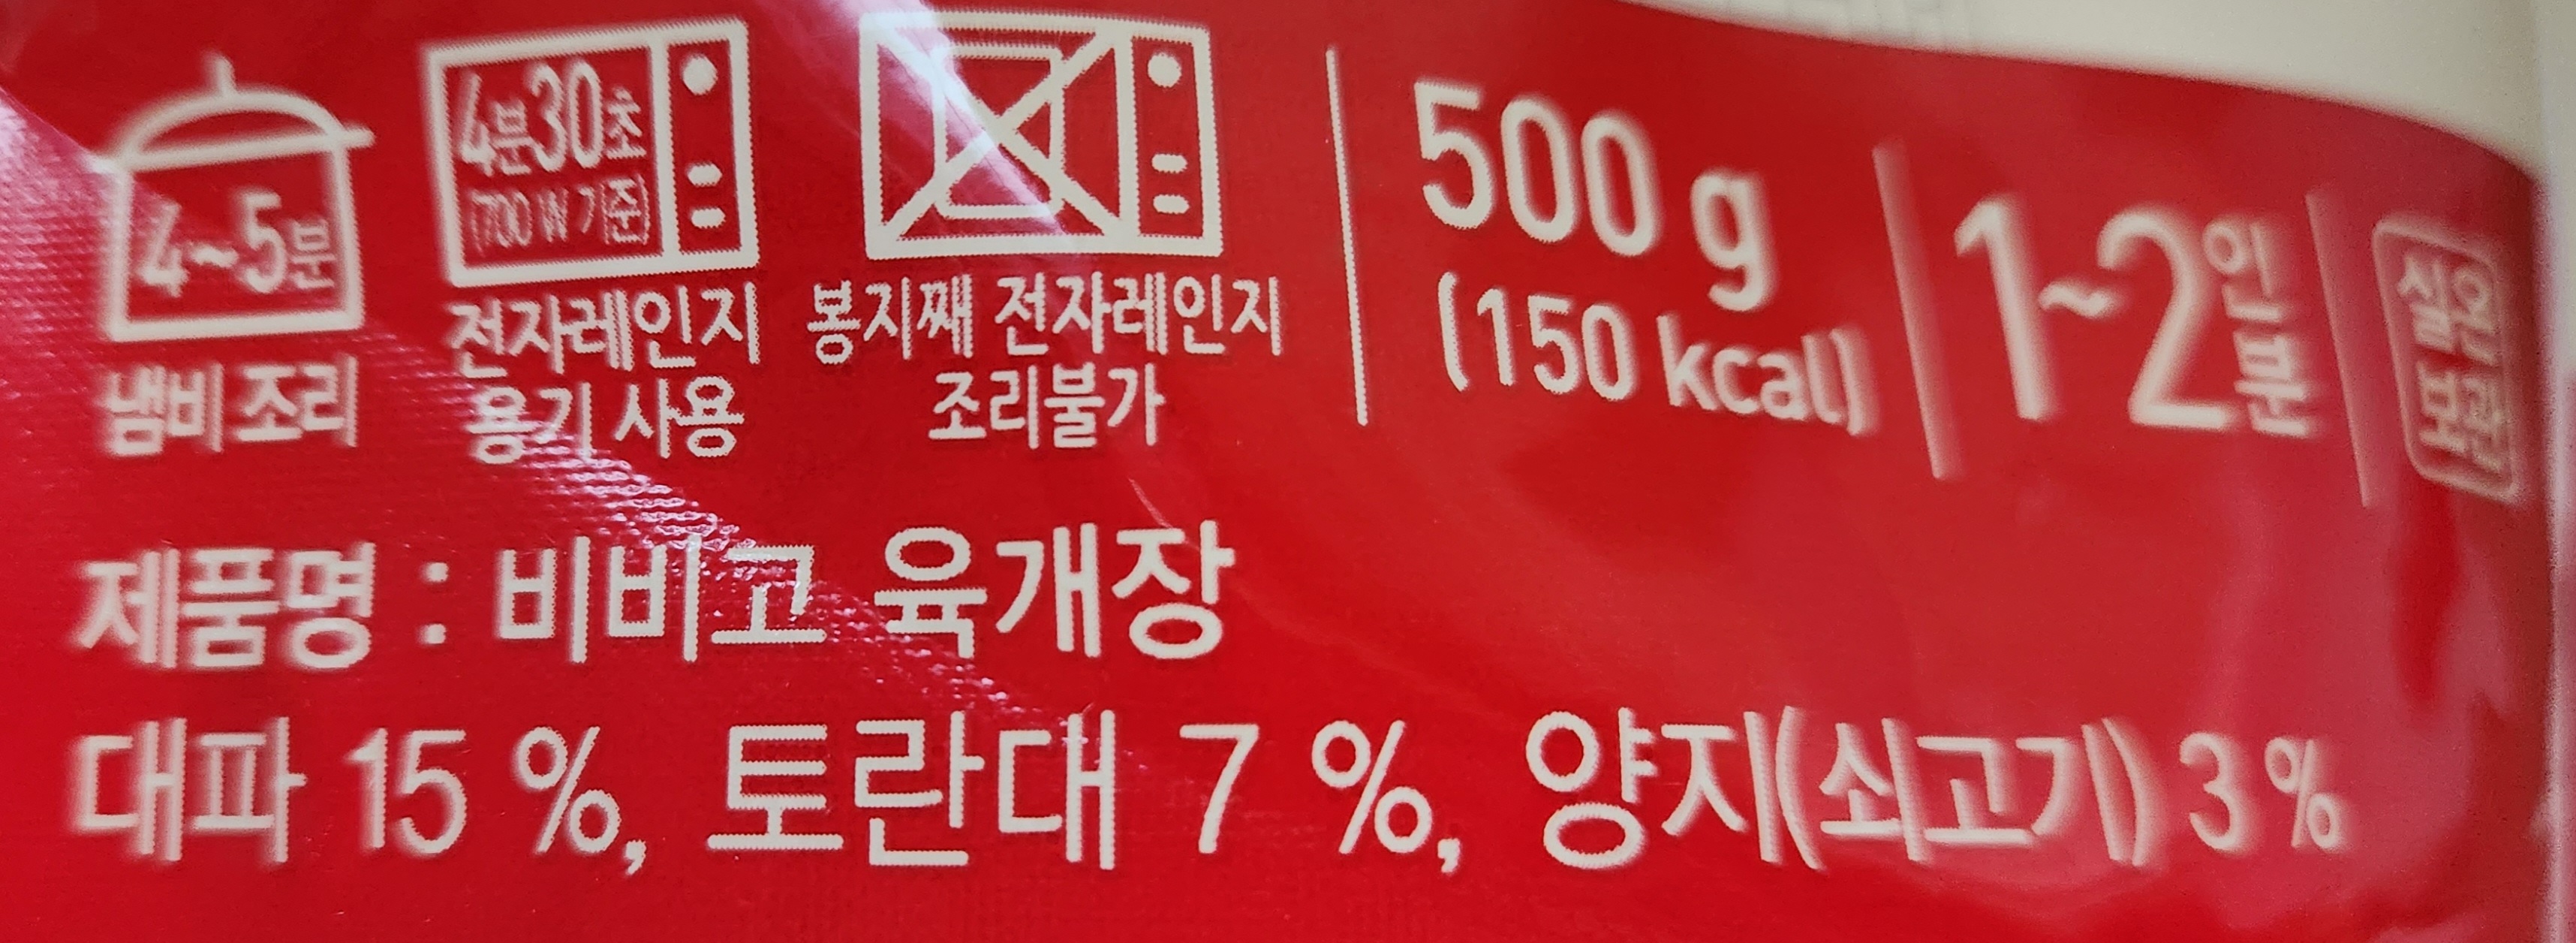 4~5분
냄비 조리
4분30초
(700 W 기준)
전자레인지
용기 사용
봉지째 전자레인지
조리불가
500 g
(150 kcal)
1~2인분
실온
보관
제품명 : 비비고 육개장
대파 15 %, 토란대 7 %, 양지(쇠고기) 3 %